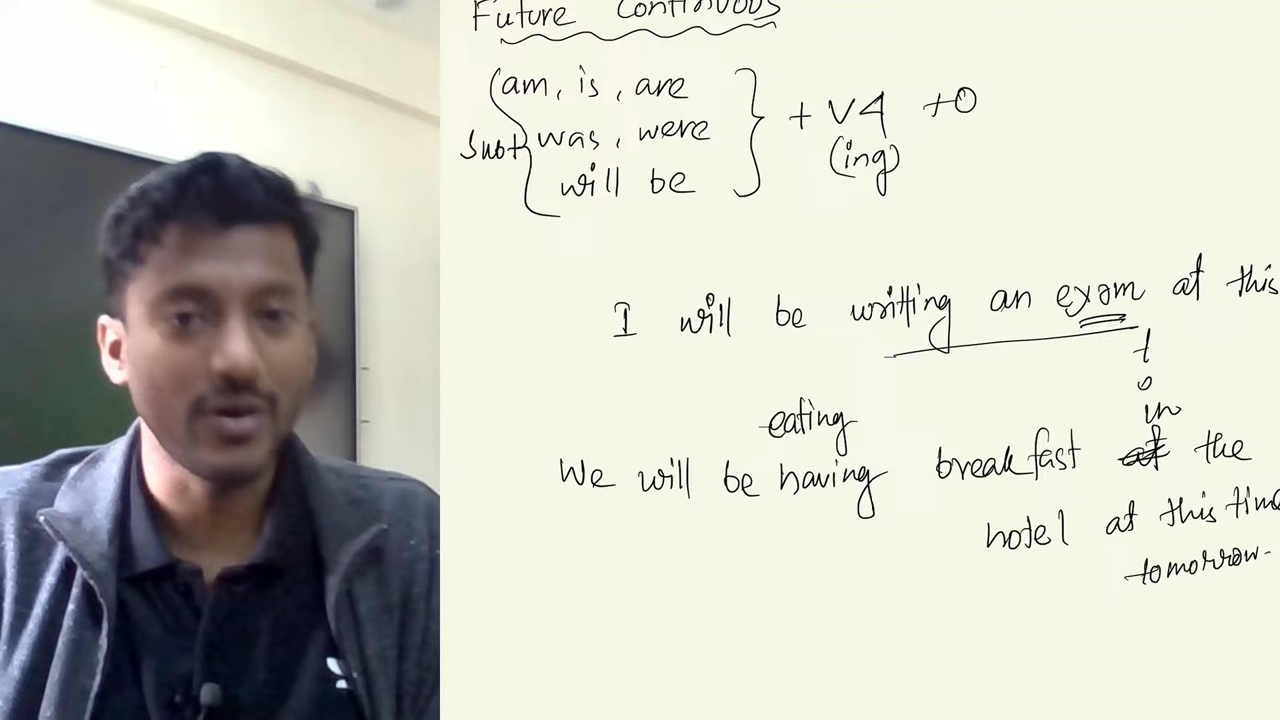 Future Continuous
am, is, are
Subt was, were + V4 +O
will be (ing)
I will be writting an exam at this
t
o
eating in
We will be having breakfast at the
hotel at this time
tomorrow.